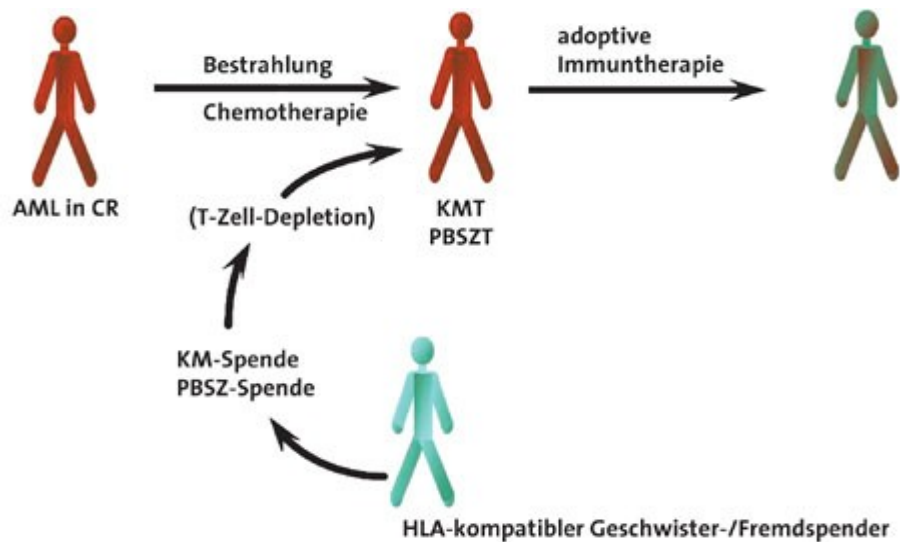 Bestrahlung
Chemotherapie
adoptive
Immuntherapie
AML in CR
(T-Zell-Depletion)
KMT
PBSZT
KM-Spende
PBSZ-Spende
HLA-kompatibler Geschwister-/Fremdspender